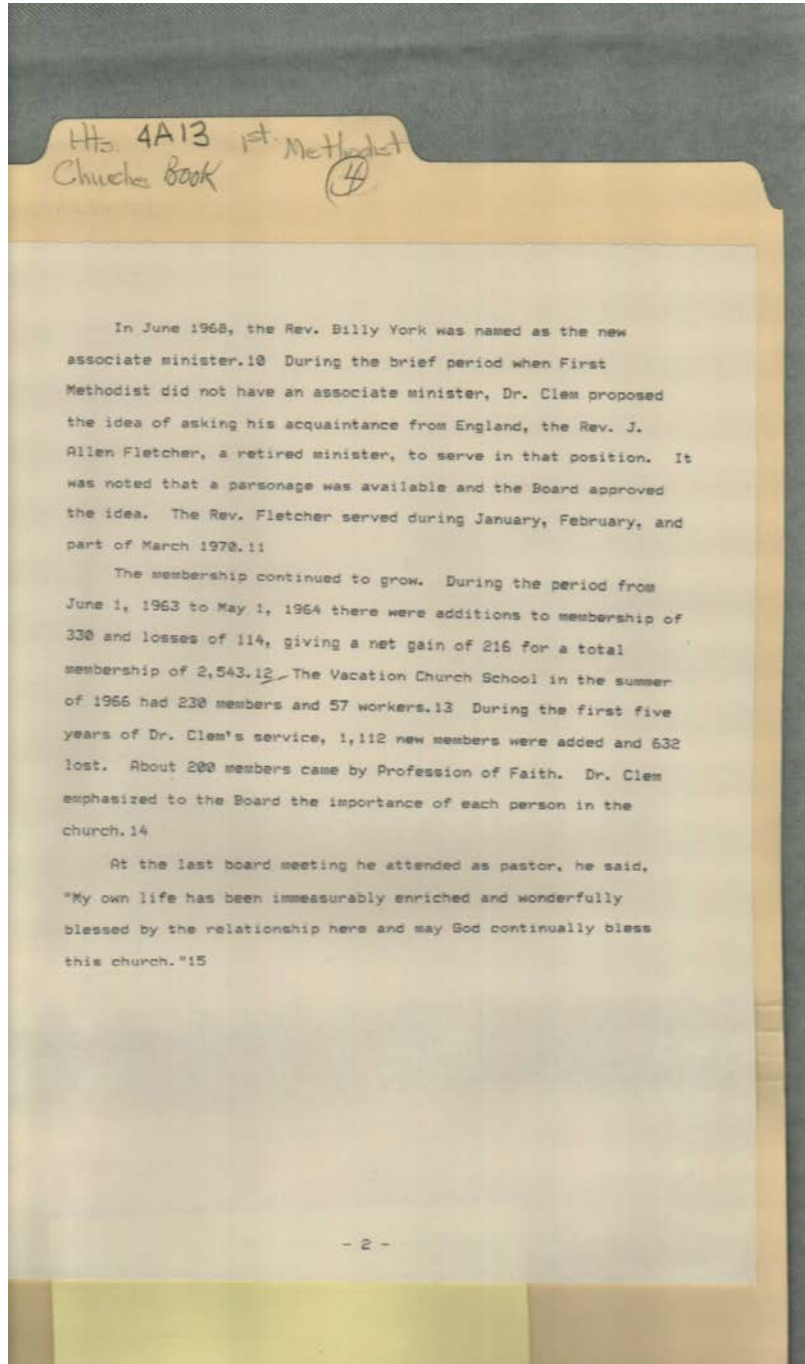 Hts. 4A13 1st. Methodist
Churches Book 4
In June 1968, the Rev. Billy York was named as the new
associate minister.10 During the brief period when First
Methodist did not have an associate minister, Dr. Clem proposed
the idea of asking his acquaintance from England, the Rev. J.
Allen Fletcher, a retired minister, to serve in that position. It
was noted that a parsonage was available and the Board approved
the idea. The Rev. Fletcher served during January, February, and
part of March 1970.11
The membership continued to grow. During the period from
June 1, 1963 to May 1, 1964 there were additions to membership of
330 and losses of 114, giving a net gain of 216 for a total
membership of 2,543.12 The Vacation Church School in the summer
of 1966 had 230 members and 57 workers.13 During the first five
years of Dr. Clem's service, 1,112 new members were added and 632
lost. About 200 members came by Profession of Faith. Dr. Clem
emphasized to the Board the importance of each person in the
church.14
At the last board meeting he attended as pastor, he said,
"My own life has been immeasurably enriched and wonderfully
blessed by the relationship here and may God continually bless
this church."15
- 2 -